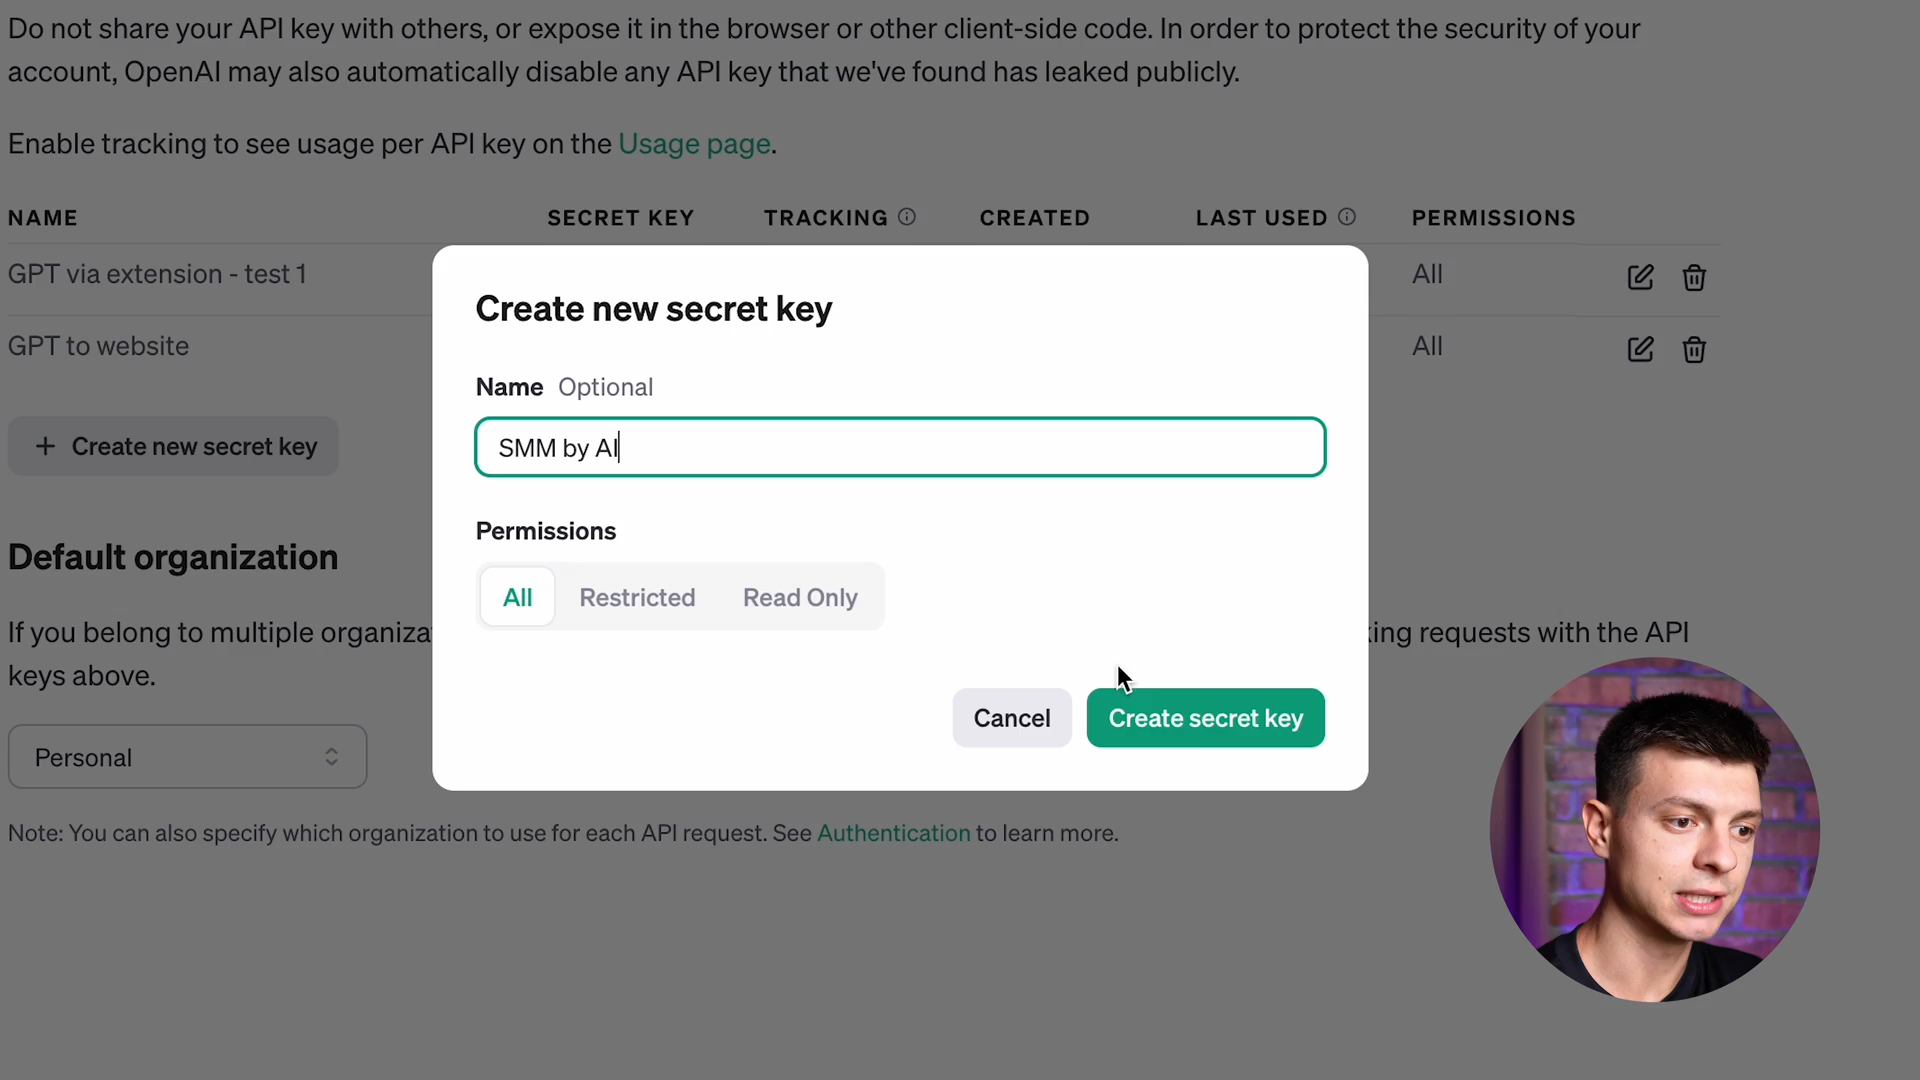 Do not share your API key with others, or expose it in the browser or other client-side code. In order to protect the security of your
account, OpenAI may also automatically disable any API key that we've found has leaked publicly.
Enable tracking to see usage per API key on the Usage page.
NAME SECRET KEY TRACKING CREATED LAST USED PERMISSIONS
GPT via extension - test 1 All
GPT to website All
+ Create new secret key
Create new secret key
Name Optional
SMM by AI
Permissions
All Restricted Read Only
Cancel Create secret key
Default organization
If you belong to multiple king requests with the API
keys above.
Personal
Note: You can also specify which organization to use for each API request. See Authentication to learn more.